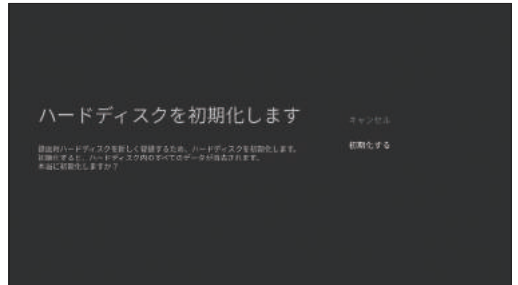 ハードディスクを初期化します
キャンセル
録画用ハードディスクを新しく登録するため、ハードディスクを初期化します。
初期化すると、ハードディスク内のすべてのデータが消去されます。
本当に初期化しますか？
初期化する